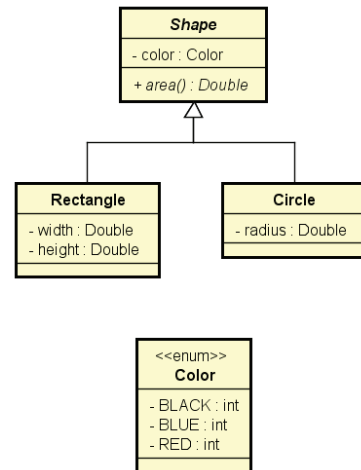 Shape
- color : Color
+ area() : Double
Rectangle
- width : Double
- height : Double
Circle
- radius : Double
<<enum>>
Color
- BLACK : int
- BLUE : int
- RED : int